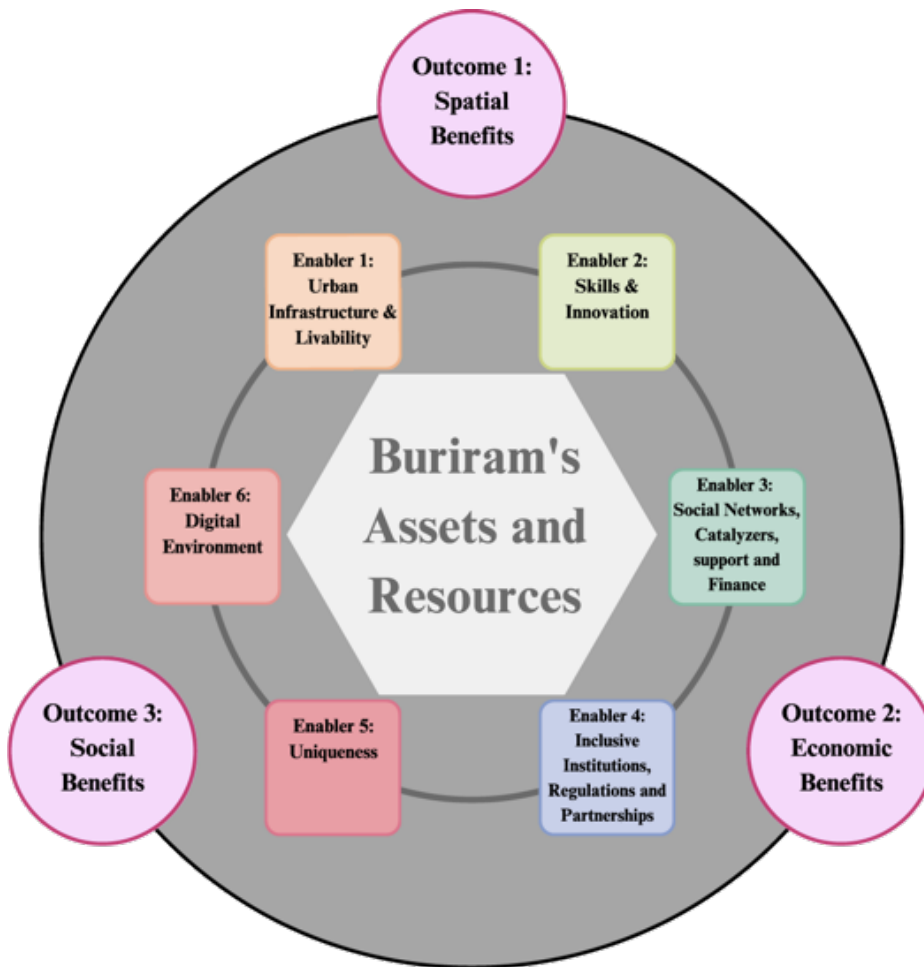 Outcome 1:
Spatial
Benefits
Enabler 1:
Urban
Infrastructure &
Livability
Enabler 2:
Skills &
Innovation
Buriram's
Assets and
Resources
Enabler 6:
Digital
Environment
Enabler 3:
Social Networks,
Catalyzers,
support and
Finance
Enabler 5:
Uniqueness
Enabler 4:
Inclusive
Institutions,
Regulations and
Partnerships
Outcome 3:
Social
Benefits
Outcome 2:
Economic
Benefits